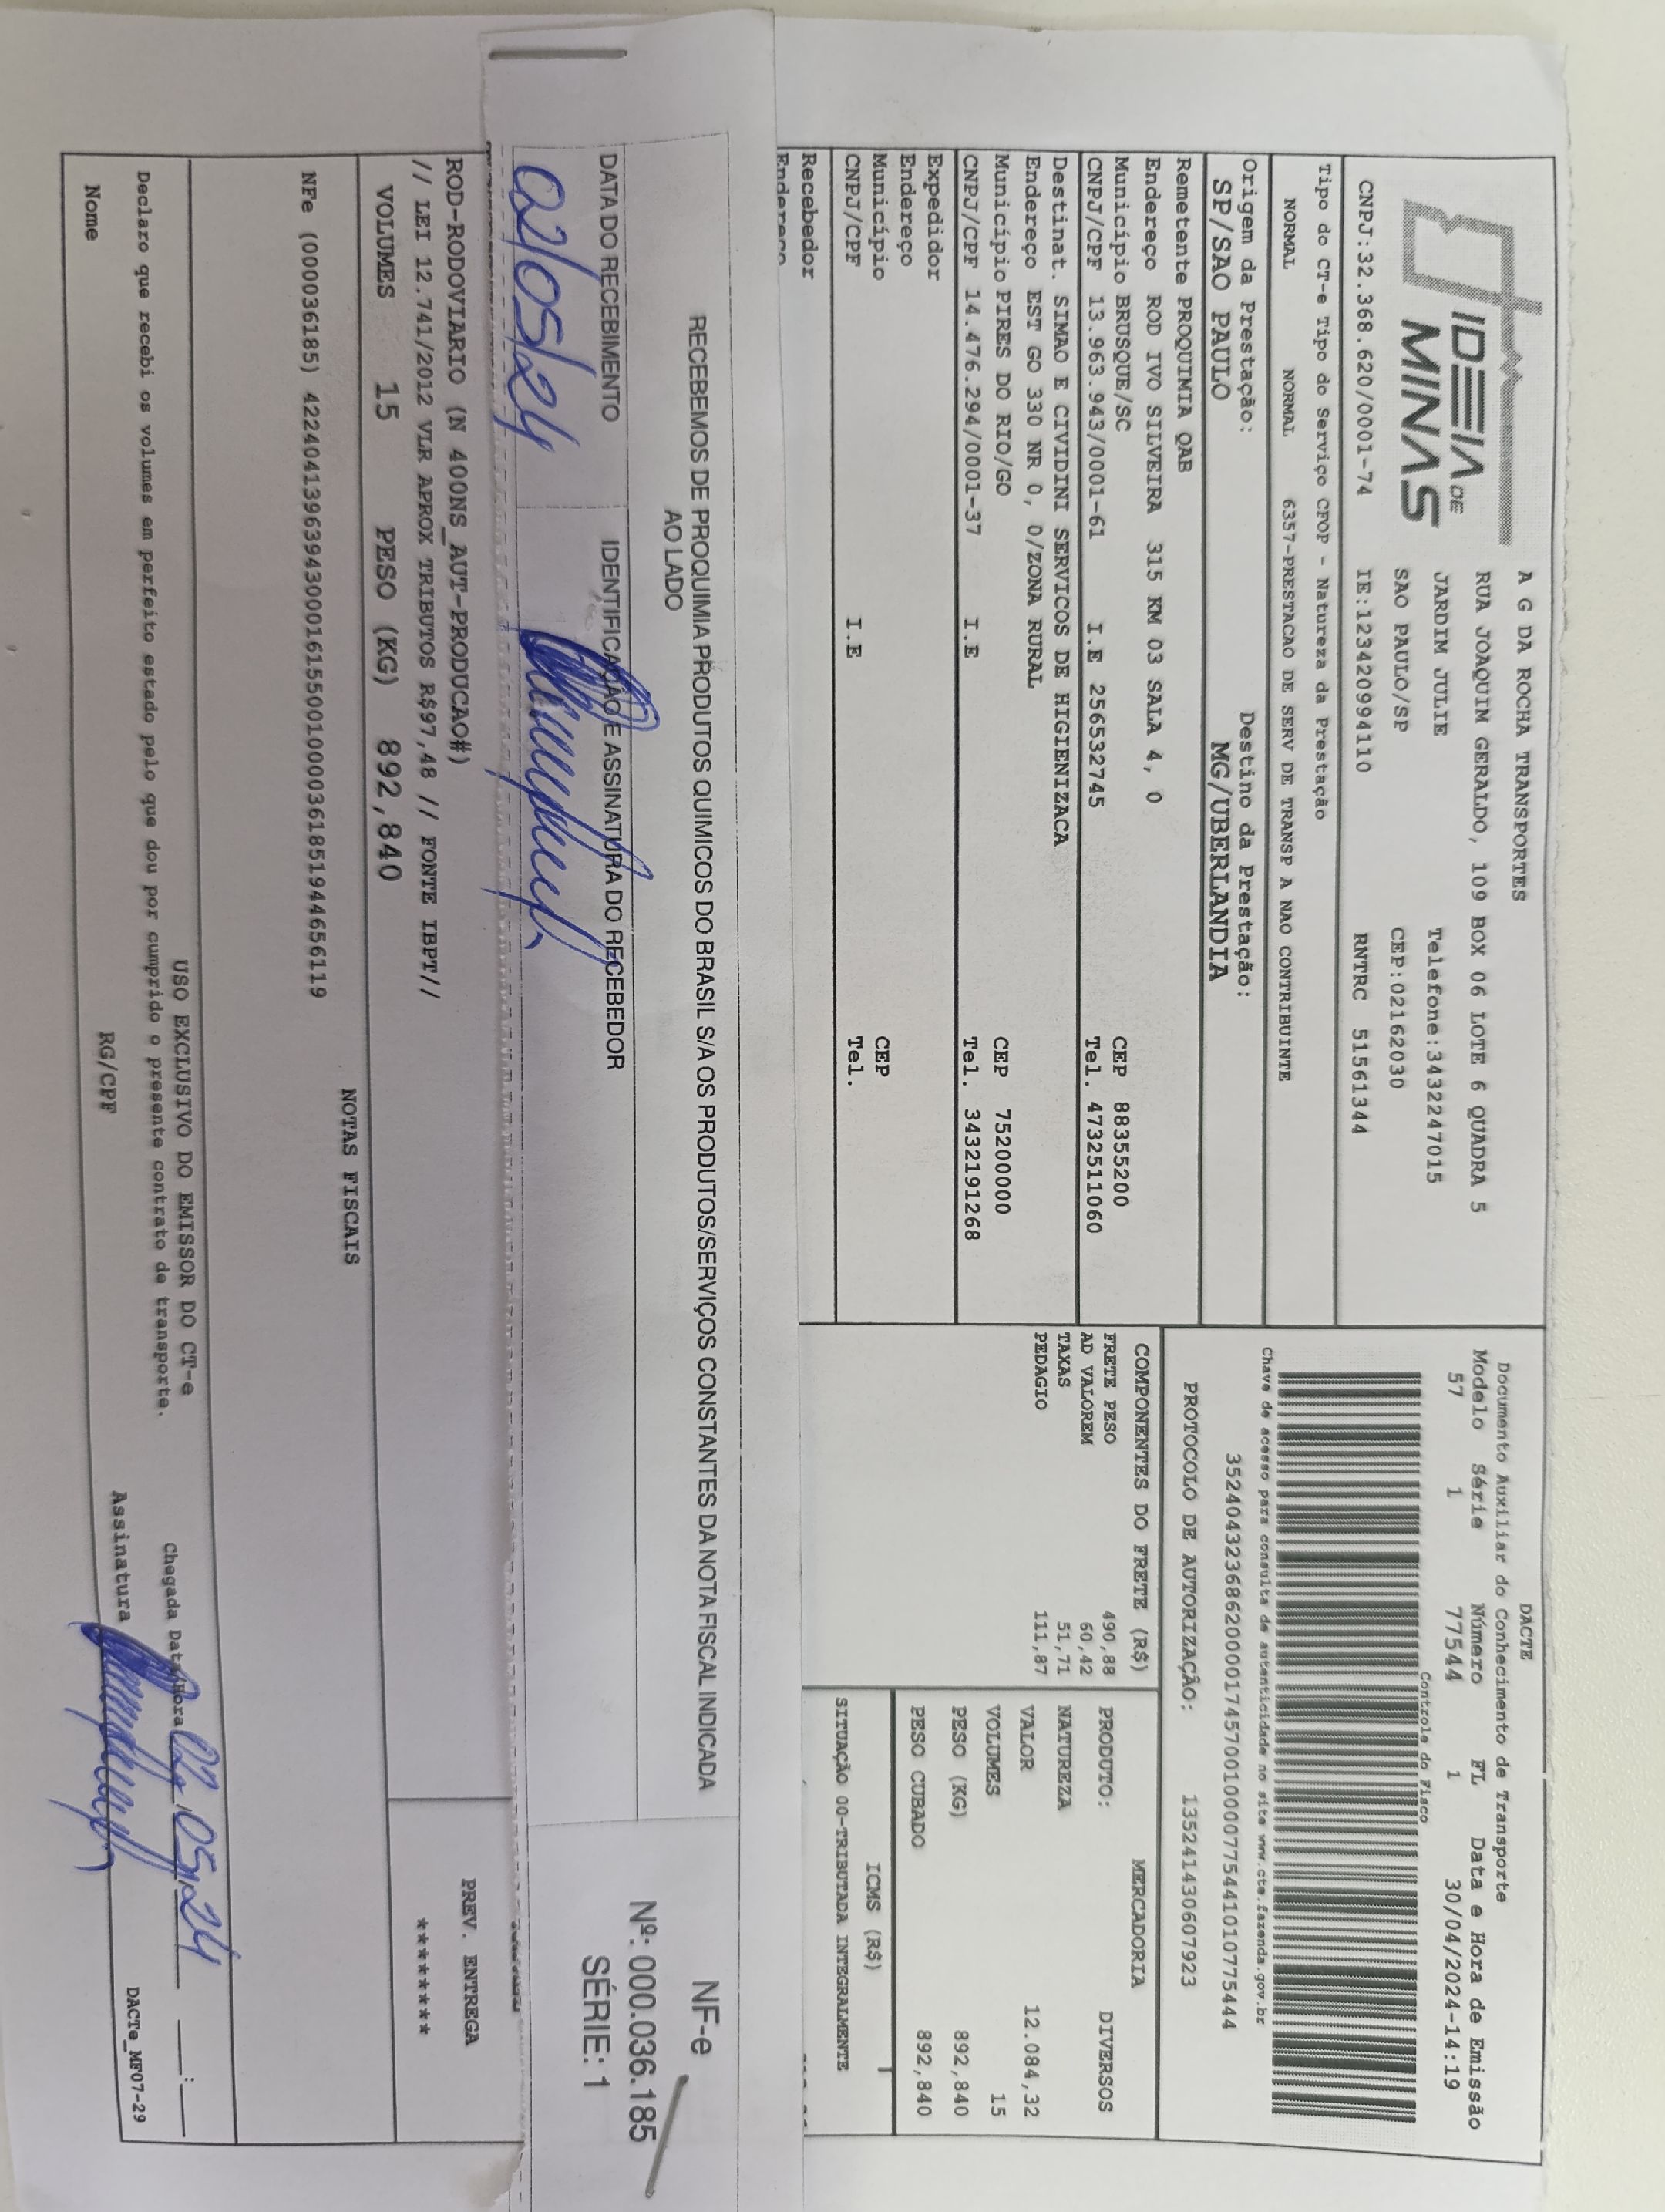 IDEIA DE
MINAS
A G DA ROCHA TRANSPORTES
RUA JOAQUIM GERALDO, 109 BOX 06 LOTE 6 QUADRA 5
JARDIM JULIE Telefone:3432247015
SAO PAULO/SP CEP:02162030
CNPJ:32.368.620/0001-74 IE:123420994110 RNTRC 51561344
Tipo do CT-e Tipo do Serviço CFOP - Natureza da Prestação
NORMAL NORMAL 6357-PRESTACAO DE SERV DE TRANSP A NAO CONTRIBUINTE
Origem da Prestação: Destino da Prestação:
SP/SAO PAULO MG/UBERLANDIA
Remetente PROQUIMIA QAB
Endereço ROD IVO SILVEIRA 315 KM 03 SALA 4, 0
Município BRUSQUE/SC CEP 88355200
CNPJ/CPF 13.963.943/0001-61 I.E 256532745 Tel. 4732511060
Destinat. SIMAO E CIVIDINI SERVICOS DE HIGIENIZACA
Endereço EST GO 330 NR 0, 0/ZONA RURAL
Município PIRES DO RIO/GO CEP 75200000
CNPJ/CPF 14.476.294/0001-37 I.E Tel. 3432191268
Expedidor
Endereço
Município CEP
CNPJ/CPF I.E Tel.
Recebedor
Endereço
DACTE
Documento Auxiliar do Conhecimento de Transporte
Modelo Série Número FL Data e Hora de Emissão
57 1 77544 1 30/04/2024-14:19
Controle do Fisco
Chave de acesso para consulta de autenticidade no site www.cte.fazenda.gov.br
35240432368620000174570010000775441010775444
PROTOCOLO DE AUTORIZAÇÃO: 135241430607923
COMPONENTES DO FRETE (R$)
FRETE PESO 490,88
AD VALOREM 60,42
TAXAS 51,71
PEDAGIO 111,87
MERCADORIA
PRODUTO: DIVERSOS
NATUREZA
VALOR 12.084,32
VOLUMES 15
PESO (KG) 892,840
PESO CUBADO 892,840
ICMS (R$)
SITUAÇÃO 00-TRIBUTADA INTEGRALMENTE
RECEBEMOS DE PROQUIMIA PRODUTOS QUIMICOS DO BRASIL S/A OS PRODUTOS/SERVIÇOS CONSTANTES DA NOTA FISCAL INDICADA
AO LADO
DATA DO RECEBIMENTO IDENTIFICAÇÃO E ASSINATURA DO RECEBEDOR
02/05/24
NF-e
Nº: 000.036.185
SÉRIE: 1
ROD-RODOVIARIO (N 400NS_AUT-PRODUCAO#)
// LEI 12.741/2012 VLR APROX TRIBUTOS R$97,48 // FONTE IBPT//
VOLUMES 15 PESO (KG) 892,840
PREV. ENTREGA
********
NOTAS FISCAIS
NFe (000036185) 42240413963943000161550010000361851944656119
USO EXCLUSIVO DO EMISSOR DO CT-e
Declaro que recebi os volumes em perfeito estado pelo que dou por cumprido o presente contrato de transporte.
Chegada Data/Hora 02 05 24 :
Nome RG/CPF Assinatura
DACTe_MF07-29